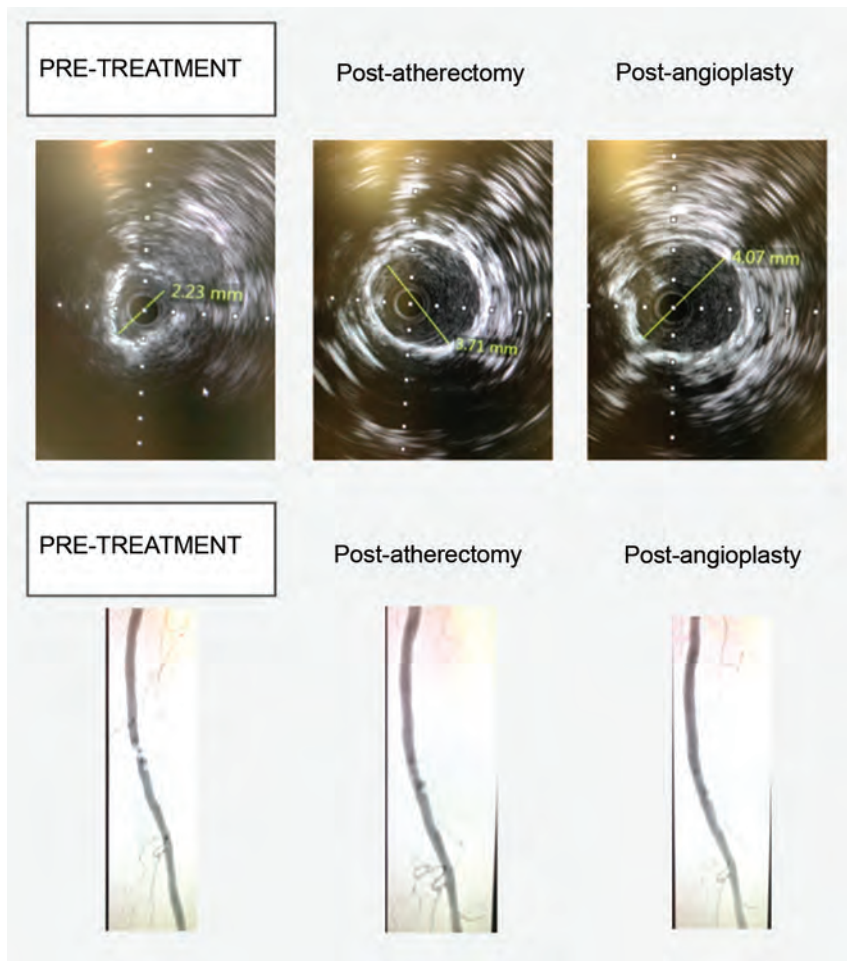 PRE-TREATMENT
Post-atherectomy
Post-angioplasty
2.23 mm
3.71 mm
4.07 mm
PRE-TREATMENT
Post-atherectomy
Post-angioplasty